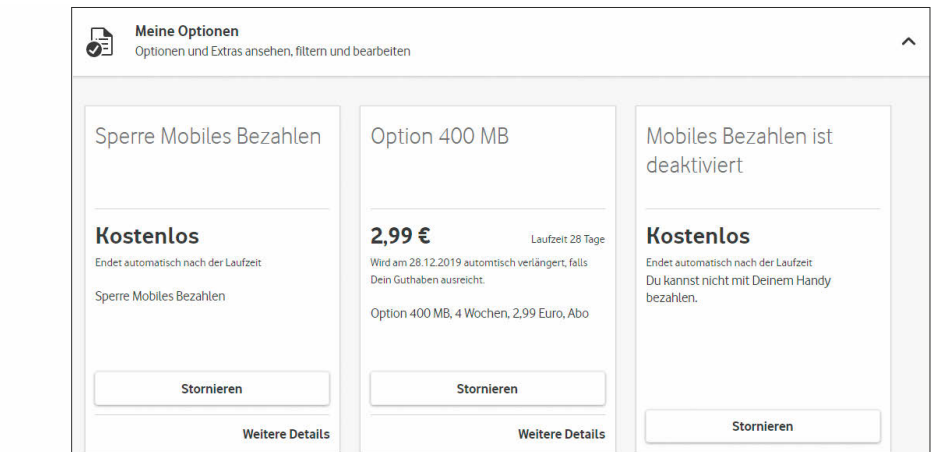 Meine Optionen
Optionen und Extras ansehen, filtern und bearbeiten
Sperre Mobiles Bezahlen
Kostenlos
Endet automatisch nach der Laufzeit
Sperre Mobiles Bezahlen
Stornieren
Weitere Details
Option 400 MB
2,99 € Laufzeit 28 Tage
Wird am 28.12.2019 automtisch verlängert, falls
Dein Guthaben ausreicht.
Option 400 MB, 4 Wochen, 2,99 Euro, Abo
Stornieren
Weitere Details
Mobiles Bezahlen ist
deaktiviert
Kostenlos
Endet automatisch nach der Laufzeit
Du kannst nicht mit Deinem Handy
bezahlen.
Stornieren